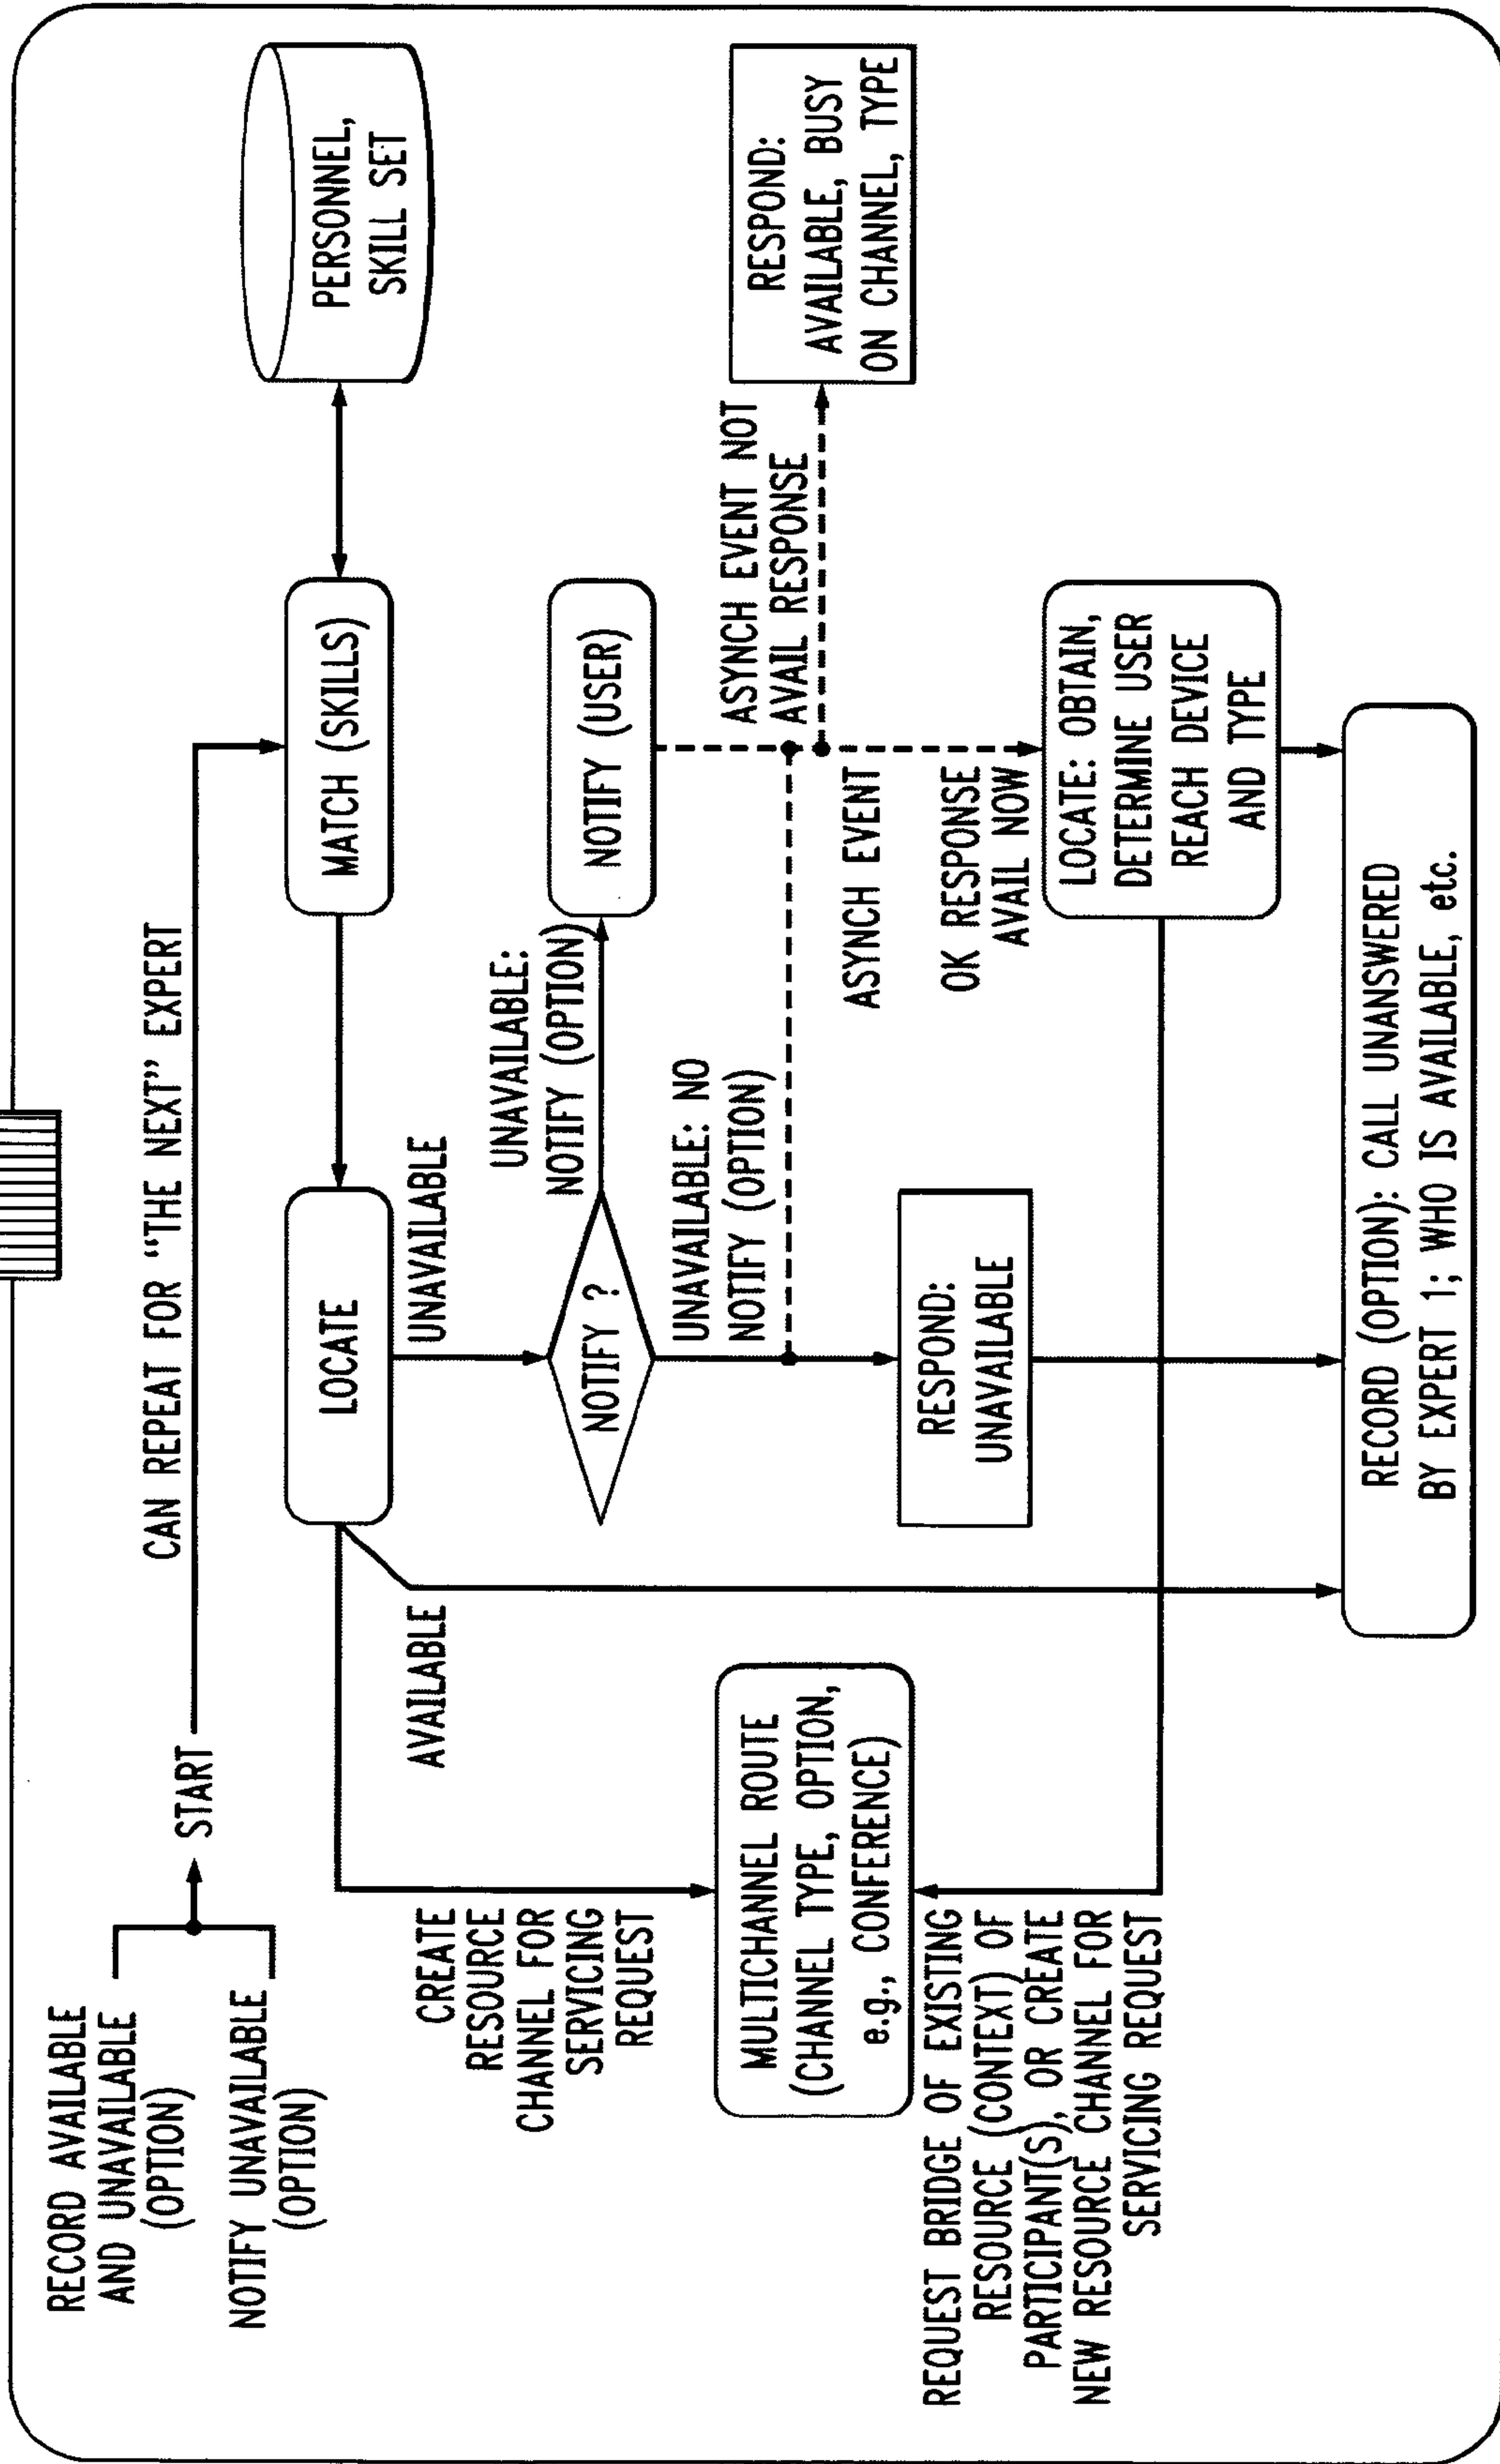 RECORD AVAILABLE
AND UNAVAILABLE
(OPTION)
NOTIFY UNAVAILABLE
(OPTION)
START
CAN REPEAT FOR “THE NEXT” EXPERT
LOCATE
MATCH (SKILLS)
PERSONNEL,
SKILL SET
AVAILABLE
UNAVAILABLE
CREATE
RESOURCE
CHANNEL FOR
SERVICING
REQUEST
NOTIFY ?
UNAVAILABLE:
NOTIFY (OPTION)
NOTIFY (USER)
UNAVAILABLE: NO
NOTIFY (OPTION)
ASYNCH EVENT NOT
AVAIL RESPONSE
RESPOND:
AVAILABLE, BUSY
ON CHANNEL, TYPE
MULTICHANNEL ROUTE
(CHANNEL TYPE, OPTION,
e.g., CONFERENCE)
ASYNCH EVENT
OK RESPONSE
AVAIL NOW
RESPOND:
UNAVAILABLE
REQUEST BRIDGE OF EXISTING
RESOURCE (CONTEXT) OF
PARTICIPANT(S), OR CREATE
NEW RESOURCE CHANNEL FOR
SERVICING REQUEST
LOCATE: OBTAIN,
DETERMINE USER
REACH DEVICE
AND TYPE
RECORD (OPTION): CALL UNANSWERED
BY EXPERT 1; WHO IS AVAILABLE, etc.